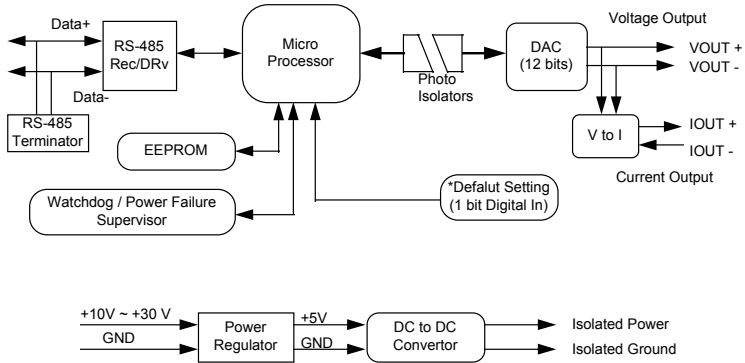 Data+
RS-485
Rec/DRv
Data-
RS-485
Terminator
Micro
Processor
Photo
Isolators
DAC
(12 bits)
Voltage Output
VOUT +
VOUT -
V to I
IOUT +
IOUT -
Current Output
EEPROM
Watchdog / Power Failure
Supervisor
*Defalut Setting
(1 bit Digital In)
+10V ~ +30 V
GND
Power
Regulator
+5V
GND
DC to DC
Convertor
Isolated Power
Isolated Ground